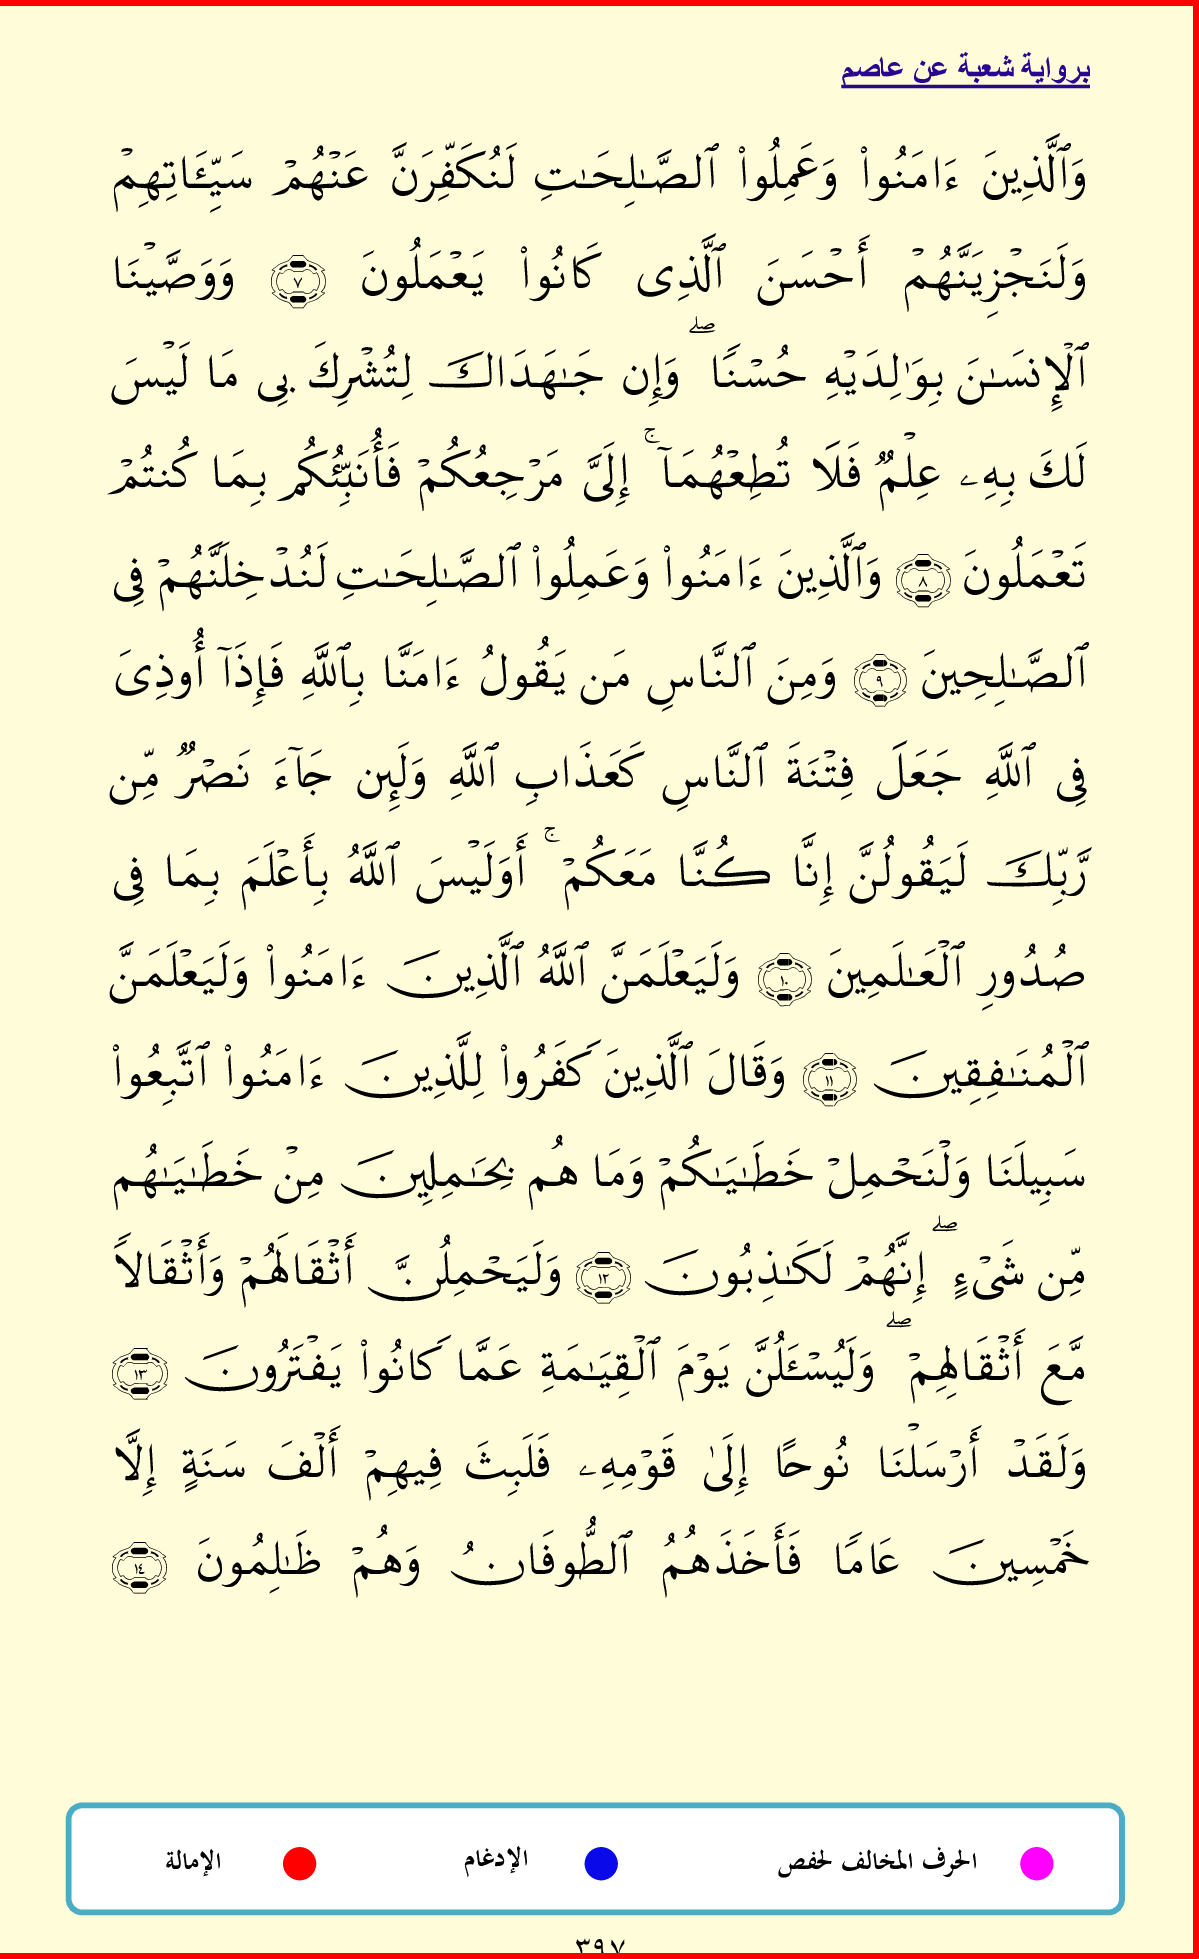 برواية شعبة عن عاصم
وَٱلَّذِينَ ءَامَنُوا۟ وَعَمِلُوا۟ ٱلصَّـٰلِحَـٰتِ لَنُكَفِّرَنَّ عَنْهُمْ سَيِّـَٔاتِهِمْ
وَلَنَجْزِيَنَّهُمْ أَحْسَنَ ٱلَّذِى كَانُوا۟ يَعْمَلُونَ ٧ وَوَصَّيْنَا
ٱلْإِنسَـٰنَ بِوَٰلِدَيْهِ حُسْنًا ۖ وَإِن جَـٰهَدَاكَ لِتُشْرِكَ بِى مَا لَيْسَ
لَكَ بِهِۦ عِلْمٌ فَلَا تُطِعْهُمَآ ۚ إِلَىَّ مَرْجِعُكُمْ فَأُنَبِّئُكُم بِمَا كُنتُمْ
تَعْمَلُونَ ٨ وَٱلَّذِينَ ءَامَنُوا۟ وَعَمِلُوا۟ ٱلصَّـٰلِحَـٰتِ لَنُدْخِلَنَّهُمْ فِى
ٱلصَّـٰلِحِينَ ٩ وَمِنَ ٱلنَّاسِ مَن يَقُولُ ءَامَنَّا بِٱللَّهِ فَإِذَآ أُوذِىَ
فِى ٱللَّهِ جَعَلَ فِتْنَةَ ٱلنَّاسِ كَعَذَابِ ٱللَّهِ وَلَئِن جَآءَ نَصْرٌ مِّن
رَّبِّكَ لَيَقُولُنَّ إِنَّا كُنَّا مَعَكُمْ ۚ أَوَلَيْسَ ٱللَّهُ بِأَعْلَمَ بِمَا فِى
صُدُورِ ٱلْعَـٰلَمِينَ ١٠ وَلَيَعْلَمَنَّ ٱللَّهُ ٱلَّذِينَ ءَامَنُوا۟ وَلَيَعْلَمَنَّ
ٱلْمُنَـٰفِقِينَ ١١ وَقَالَ ٱلَّذِينَ كَفَرُوا۟ لِلَّذِينَ ءَامَنُوا۟ ٱتَّبِعُوا۟
سَبِيلَنَا وَلْنَحْمِلْ خَطَـٰيَـٰكُمْ وَمَا هُم بِحَـٰمِلِينَ مِنْ خَطَـٰيَـٰهُم
مِّن شَىْءٍ ۖ إِنَّهُمْ لَكَـٰذِبُونَ ١٢ وَلَيَحْمِلُنَّ أَثْقَالَهُمْ وَأَثْقَالًا
مَّعَ أَثْقَالِهِمْ ۖ وَلَيُسْـَٔلُنَّ يَوْمَ ٱلْقِيَـٰمَةِ عَمَّا كَانُوا۟ يَفْتَرُونَ ١٣
وَلَقَدْ أَرْسَلْنَا نُوحًا إِلَىٰ قَوْمِهِۦ فَلَبِثَ فِيهِمْ أَلْفَ سَنَةٍ إِلَّا
خَمْسِينَ عَامًا فَأَخَذَهُمُ ٱلطُّوفَانُ وَهُمْ ظَـٰلِمُونَ ١٤
الحرف المخالف لحفص الإدغام الإمالة
٣٩٧